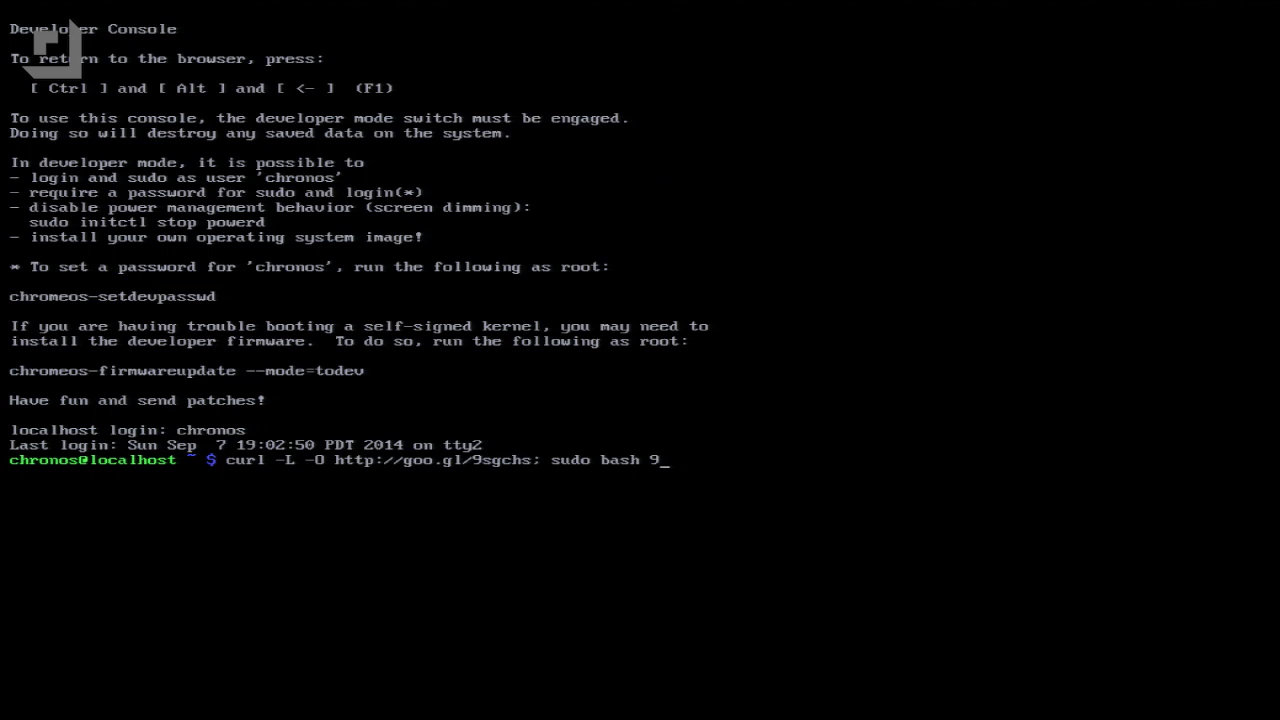 Developer Console
To return to the browser, press:
[ Ctrl ] and [ Alt ] and [ <- ]  (F1)
To use this console, the developer mode switch must be engaged.
Doing so will destroy any saved data on the system.
In developer mode, it is possible to
- login and sudo as user 'chronos'
- require a password for sudo and login(*)
- disable power management behavior (screen dimming):
sudo initctl stop powerd
- install your own operating system image!
* To set a password for 'chronos', run the following as root:
chromeos-setdevpasswd
If you are having trouble booting a self-signed kernel, you may need to
install the developer firmware.  To do so, run the following as root:
chromeos-firmwareupdate --mode=todev
Have fun and send patches!
localhost login: chronos
Last login: Sun Sep  7 19:02:50 PDT 2014 on tty2
chronos@localhost ~ $ curl -L -O http://goo.gl/9sgchs; sudo bash 9_